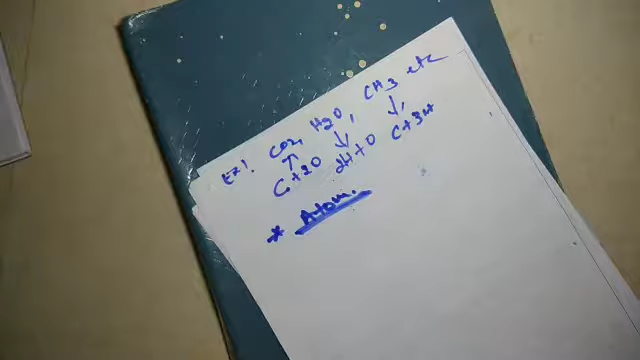 Ex! CO2, H2O, CH3 etc
↑ ↓ ↓
C+2O 2H+O C+3H
* Atom.